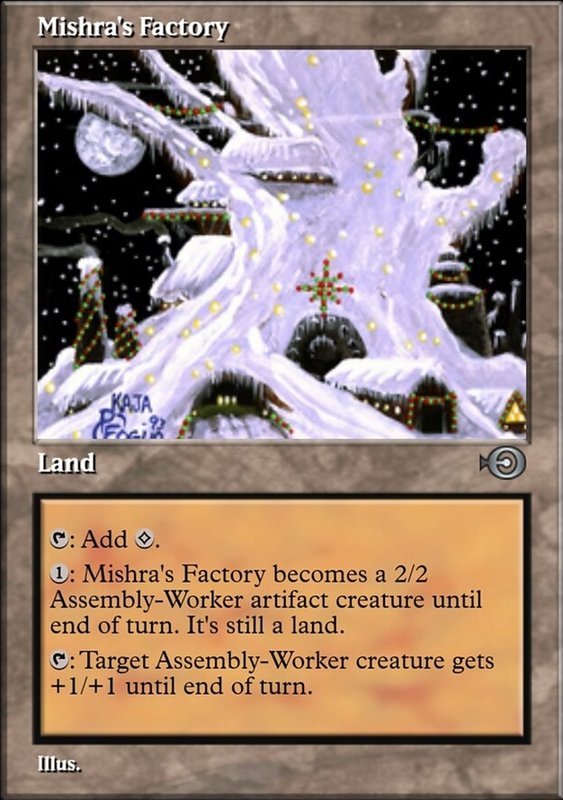 Mishra's Factory
KAJA
Land
: Add .
1: Mishra's Factory becomes a 2/2
Assembly-Worker artifact creature until
end of turn. It's still a land.
: Target Assembly-Worker creature gets
+1/+1 until end of turn.
Illus.